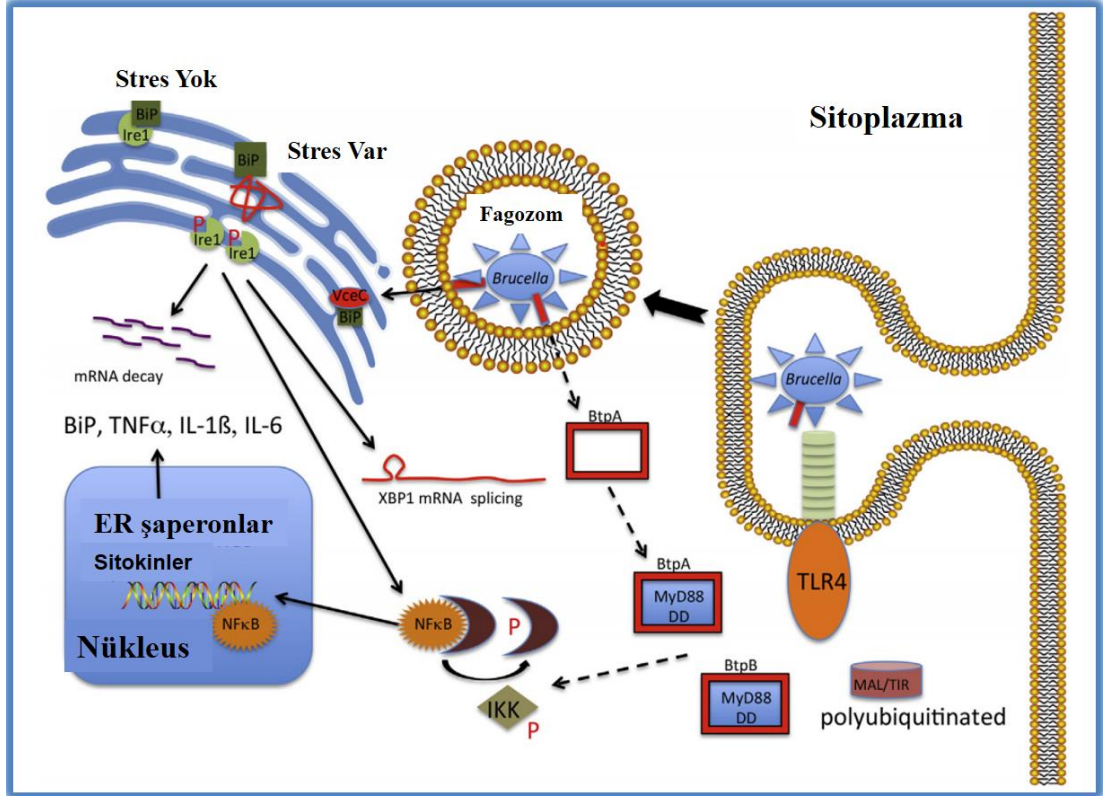 Stres Yok
BiP
Ire1
Stres Var
BiP
P
Ire1
P
Ire1
Sitoplazma
Fagozom
Brucella
VceC
BiP
Brucella
mRNA decay
BiP, TNFα, IL-1ß, IL-6
BtpA
XBP1 mRNA splicing
ER şaperonlar
Sitokinler
NFκB
Nükleus
NFκB
P
IKK
P
BtpA
MyD88
DD
BtpB
MyD88
DD
TLR4
MAL/TIR
polyubiquitinated